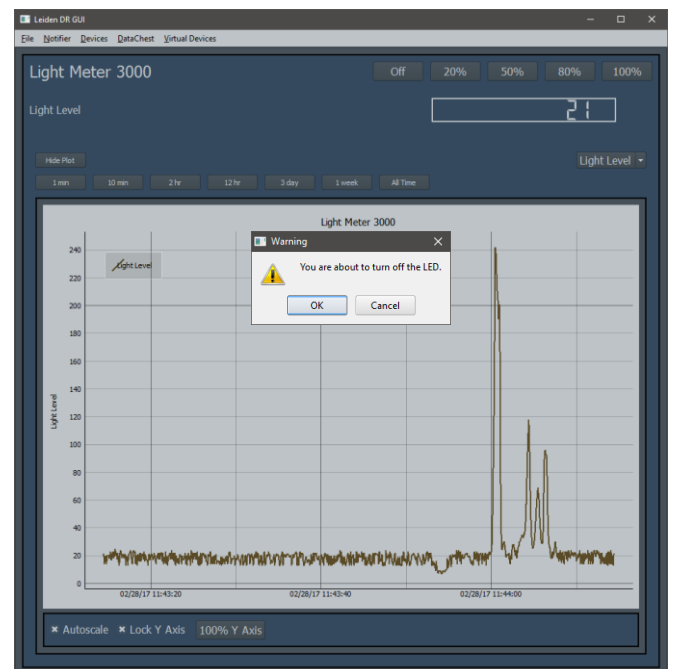 Leiden DR GUI
File Notifier Devices DataChest Virtual Devices
Light Meter 3000
Off 20% 50% 80% 100%
Light Level
21
Hide Plot
Light Level
1 min 10 min 2 hr 12 hr 3 day 1 week All Time
Light Meter 3000
Warning
You are about to turn off the LED.
OK Cancel
Light Level
240
220
200
180
160
140
120
100
80
60
40
20
0
Light Level
02/28/17 11:43:20 02/28/17 11:43:40 02/28/17 11:44:00
Autoscale Lock Y Axis 100% Y Axis